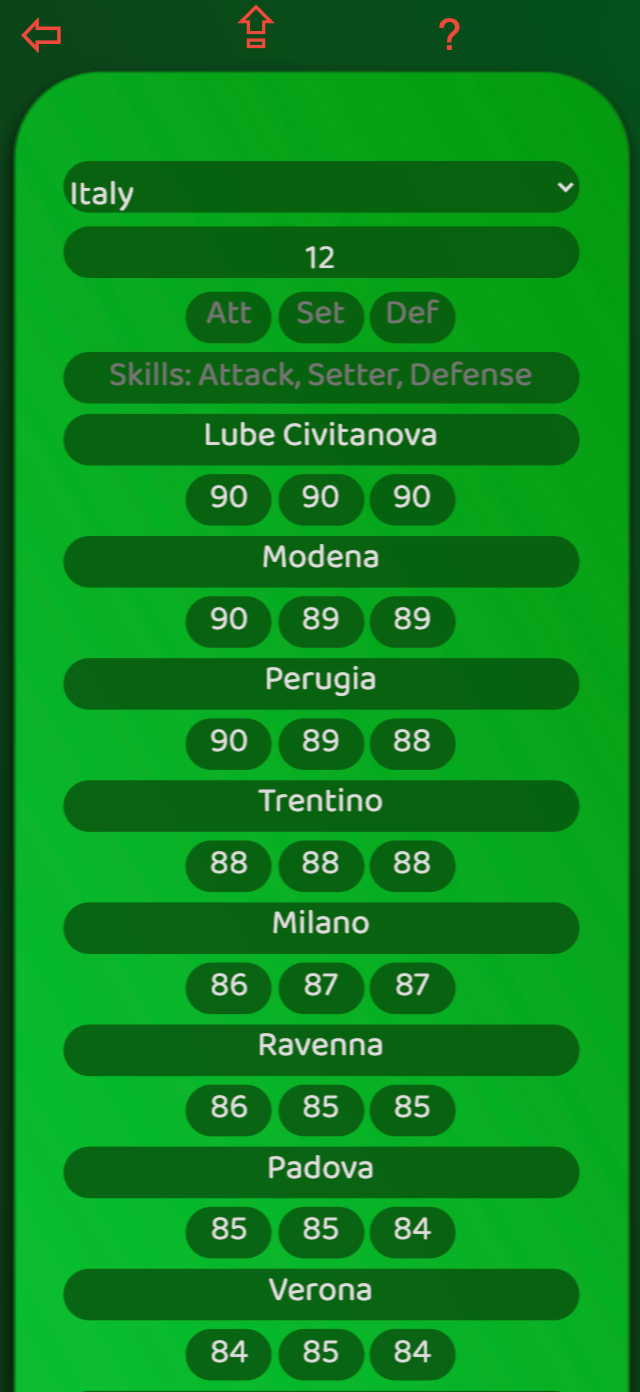 ?
Italy
12
Att Set Def
Skills: Attack, Setter, Defense
Lube Civitanova
90 90 90
Modena
90 89 89
Perugia
90 89 88
Trentino
88 88 88
Milano
86 87 87
Ravenna
86 85 85
Padova
85 85 84
Verona
84 85 84